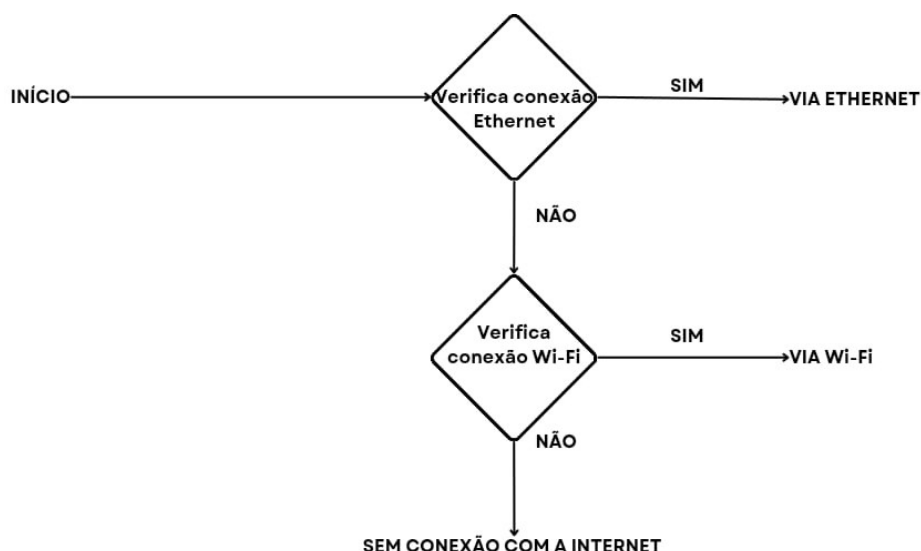 INÍCIO
Verifica conexão
Ethernet
SIM
VIA ETHERNET
NÃO
Verifica
conexão Wi-Fi
SIM
VIA Wi-Fi
NÃO
SEM CONEXÃO COM A INTERNET